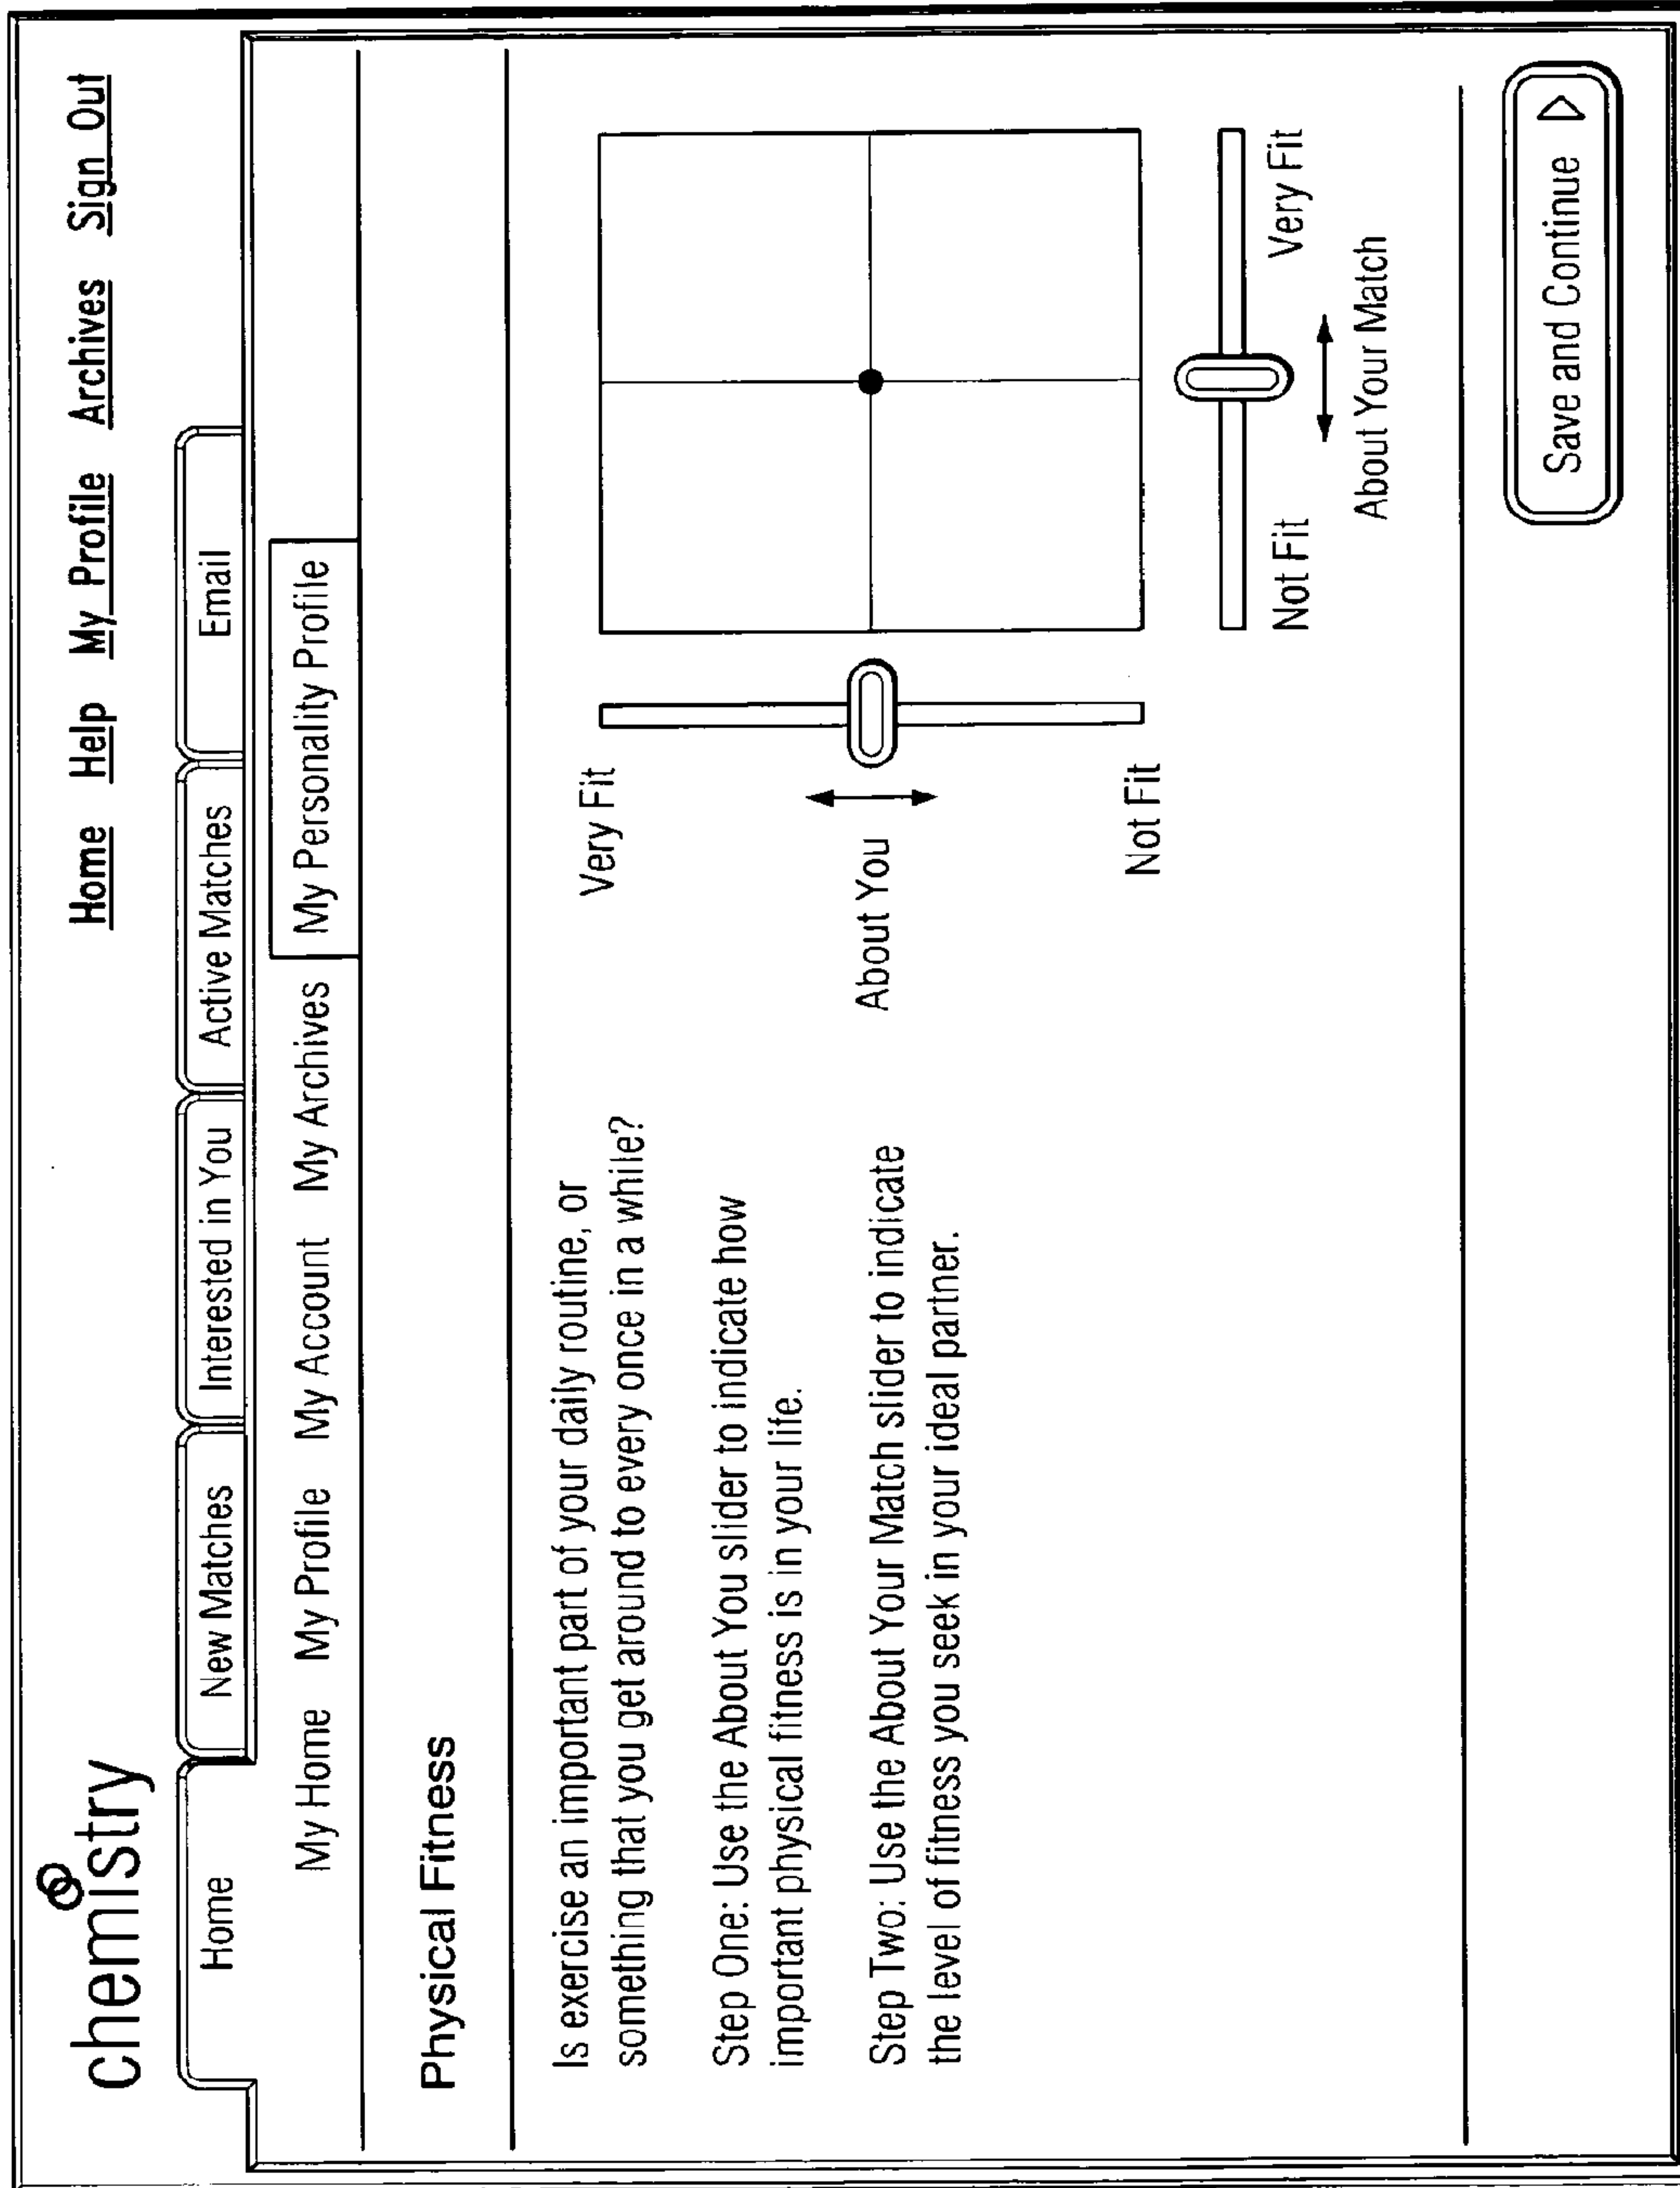 chemistry
Home Help My Profile Archives Sign Out
Home New Matches Interested in You Active Matches Email
My Home My Profile My Account My Archives My Personality Profile
Physical Fitness
Is exercise an important part of your daily routine, or
something that you get around to every once in a while?
Step One: Use the About You slider to indicate how
important physical fitness is in your life.
Step Two: Use the About Your Match slider to indicate
the level of fitness you seek in your ideal partner.
Very Fit
About You
Not Fit
Not Fit Very Fit
About Your Match
Save and Continue